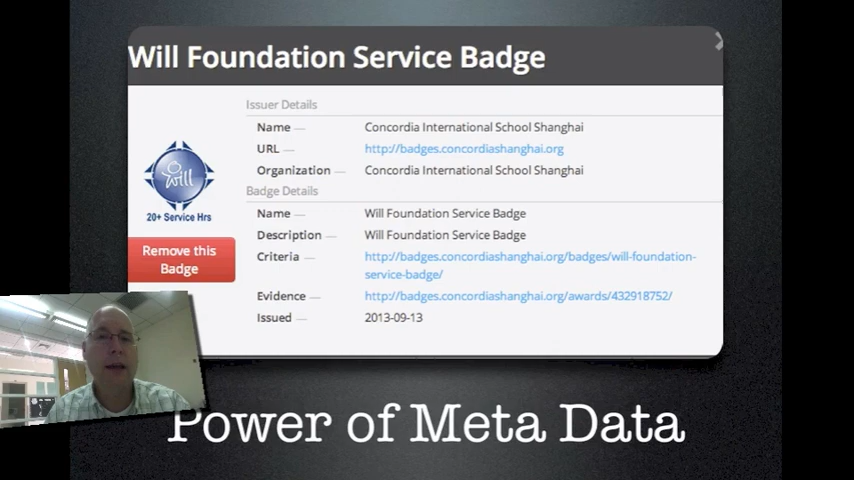 Will Foundation Service Badge
Issuer Details
Name — Concordia International School Shanghai
URL — http://badges.concordiashanghai.org
Organization — Concordia International School Shanghai
Badge Details
Name — Will Foundation Service Badge
Description — Will Foundation Service Badge
Criteria — http://badges.concordiashanghai.org/badges/will-foundation-
service-badge/
Evidence — http://badges.concordiashanghai.org/awards/432918752/
Issued — 2013-09-13
will
20+ Service Hrs
Remove this
Badge
Power of Meta Data